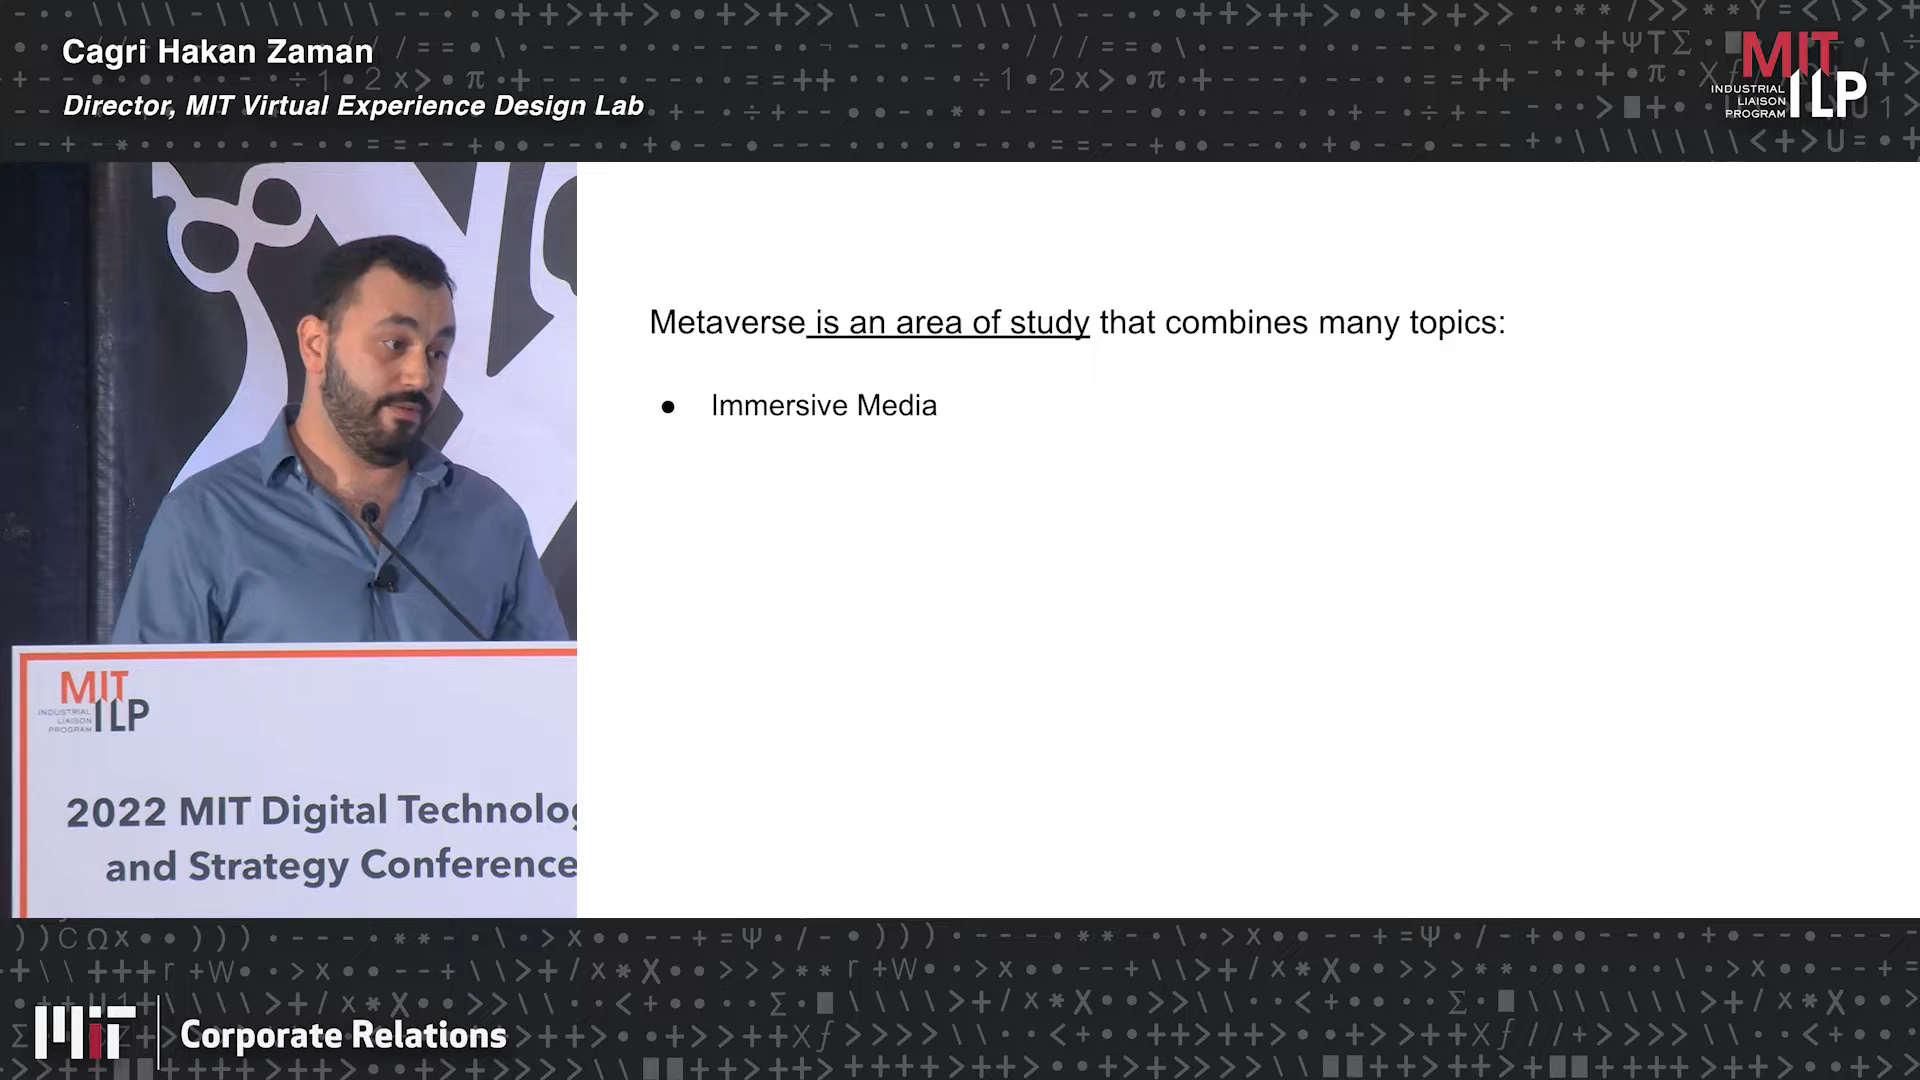 Cagri Hakan Zaman
Director, MIT Virtual Experience Design Lab
MIT
INDUSTRIAL
LIAISON
PROGRAM
ILP
Metaverse is an area of study that combines many topics:
● Immersive Media
MIT
INDUSTRIAL
LIAISON
PROGRAM
ILP
2022 MIT Digital Technolog
and Strategy Conference
MIT
Corporate Relations